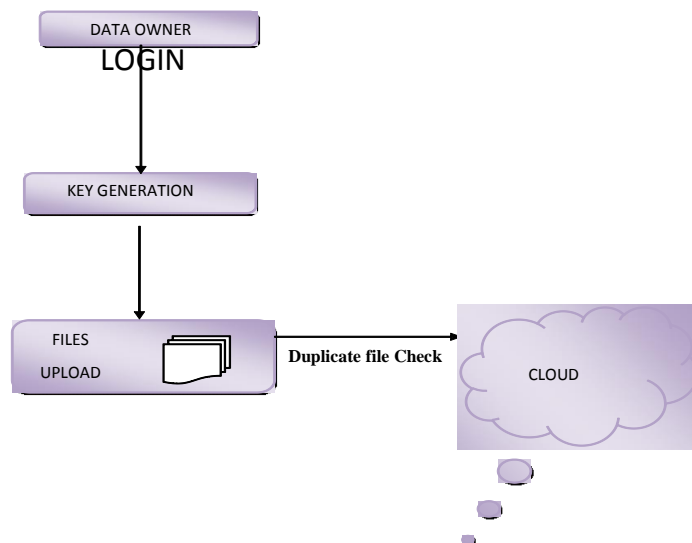 DATA OWNER
LOGIN
KEY GENERATION
FILES
UPLOAD
Duplicate file Check
CLOUD